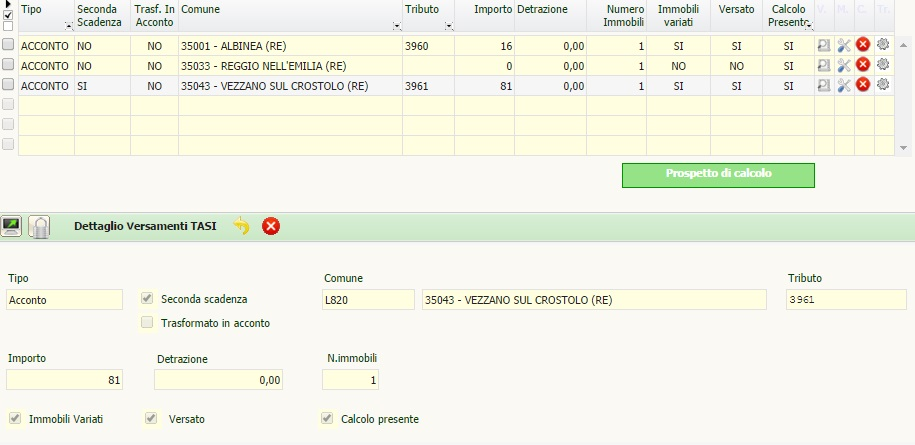 Tipo Seconda Scadenza Trasf. In Acconto Comune Tributo Importo Detrazione Numero Immobili Immobili variati Versato Calcolo Presente V. M. C. Tr.
ACCONTO NO NO 35001 - ALBINEA (RE) 3960 16 0,00 1 SI SI SI
ACCONTO NO NO 35033 - REGGIO NELL'EMILIA (RE) 0 0,00 1 NO NO SI
ACCONTO SI NO 35043 - VEZZANO SUL CROSTOLO (RE) 3961 81 0,00 1 SI SI SI
Prospetto di calcolo
Dettaglio Versamenti TASI
Tipo Comune Tributo
Acconto Seconda scadenza L820 35043 - VEZZANO SUL CROSTOLO (RE) 3961
Trasformato in acconto
Importo Detrazione N.immobili
81 0,00 1
Immobili Variati Versato Calcolo presente